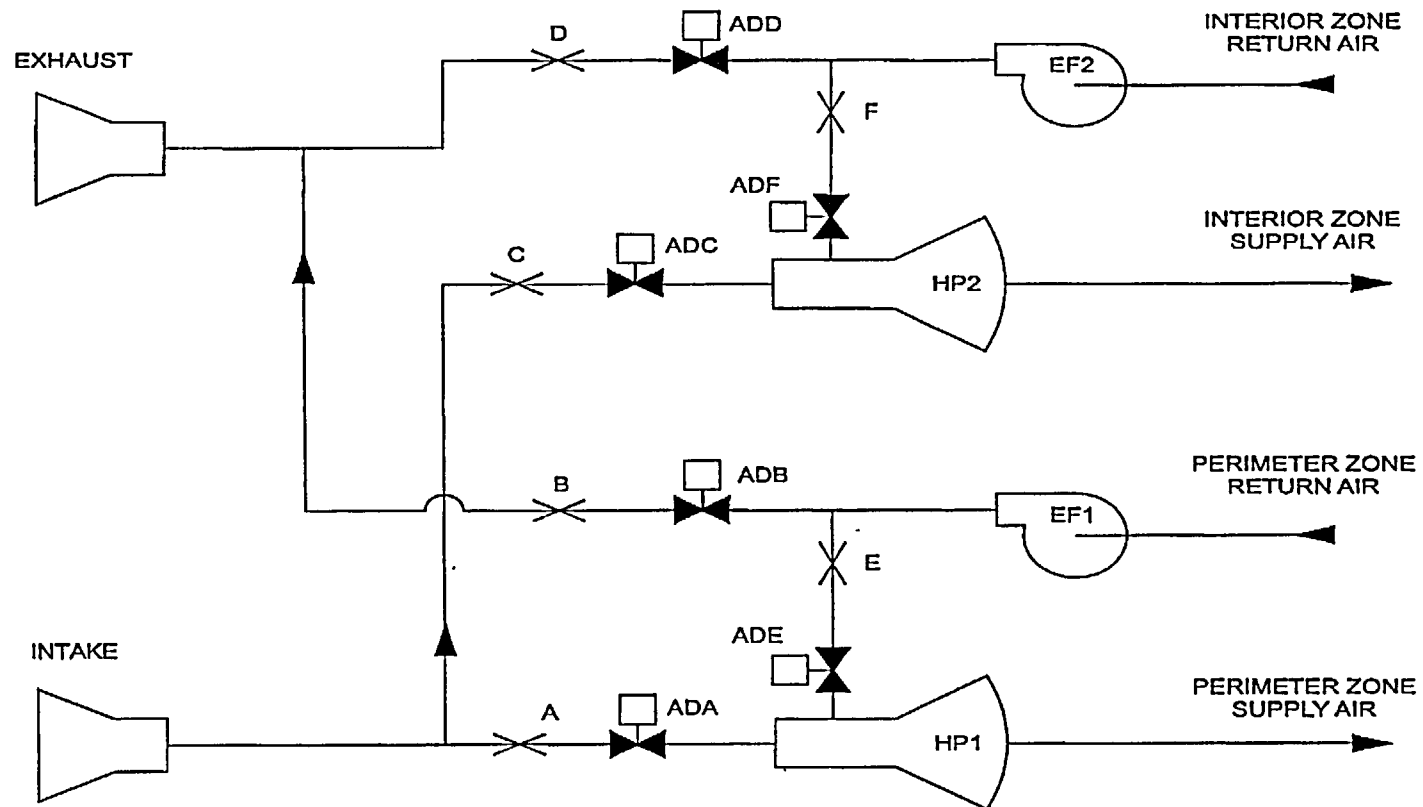 EXHAUST
D
ADD
EF2
INTERIOR ZONE
RETURN AIR
F
ADF
C
ADC
HP2
INTERIOR ZONE
SUPPLY AIR
B
ADB
EF1
PERIMETER ZONE
RETURN AIR
E
ADE
INTAKE
A
ADA
HP1
PERIMETER ZONE
SUPPLY AIR